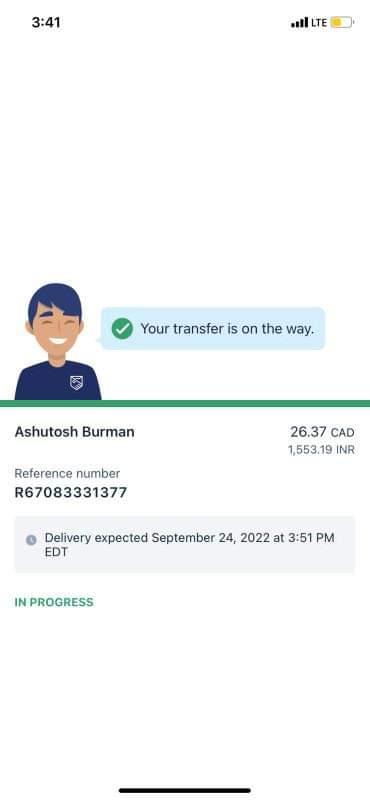 3:41
LTE
Your transfer is on the way.
Ashutosh Burman
26.37 CAD
1,553.19 INR
Reference number
R67083331377
Delivery expected September 24, 2022 at 3:51 PM
EDT
IN PROGRESS